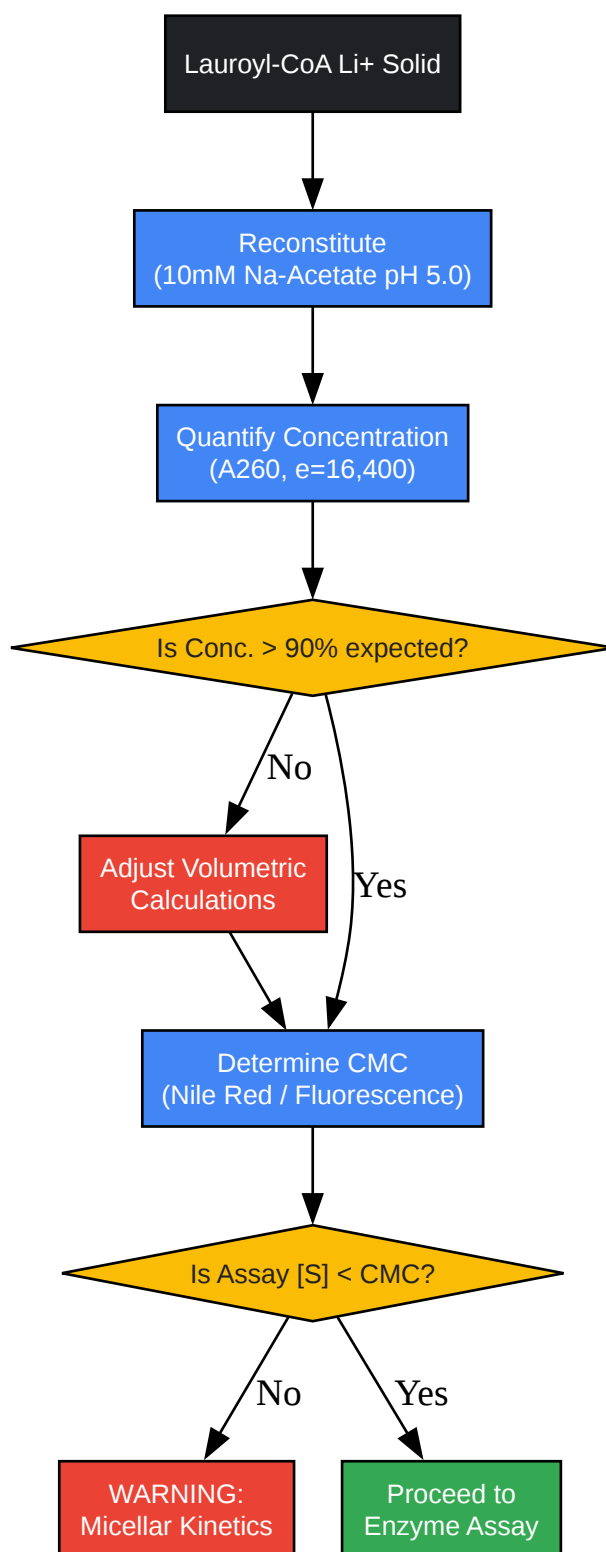 Lauroyl-CoA Li+ Solid
Reconstitute
(10mM Na-Acetate pH 5.0)
Quantify Concentration
(A260, e=16,400)
Is Conc. > 90% expected?
No
Adjust Volumetric
Calculations
Yes
Determine CMC
(Nile Red / Fluorescence)
Is Assay [S] < CMC?
No
Yes
WARNING:
Micellar Kinetics
Proceed to
Enzyme Assay